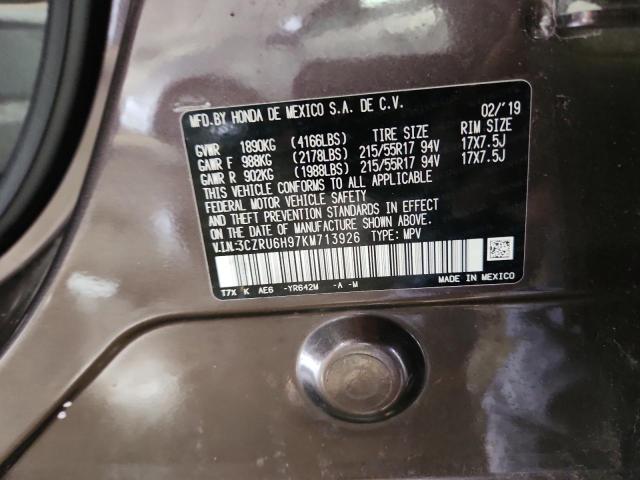 MFD.BY HONDA DE MEXICO S.A. DE C.V. 02/'19
GVWR 1890KG (4166LBS) TIRE SIZE RIM SIZE
GAWR F 988KG (2178LBS) 215/55R17 94V 17X7.5J
GAWR R 902KG (1988LBS) 215/55R17 94V 17X7.5J
THIS VEHICLE CONFORMS TO ALL APPLICABLE
FEDERAL MOTOR VEHICLE SAFETY
AND THEFT PREVENTION STANDARDS IN EFFECT
ON THE DATE OF MANUFACTURE SHOWN ABOVE.
V.I.N:3CZRU6H97KM713926 TYPE: MPV
T7X K AE6 -YR642M -A -M MADE IN MEXICO